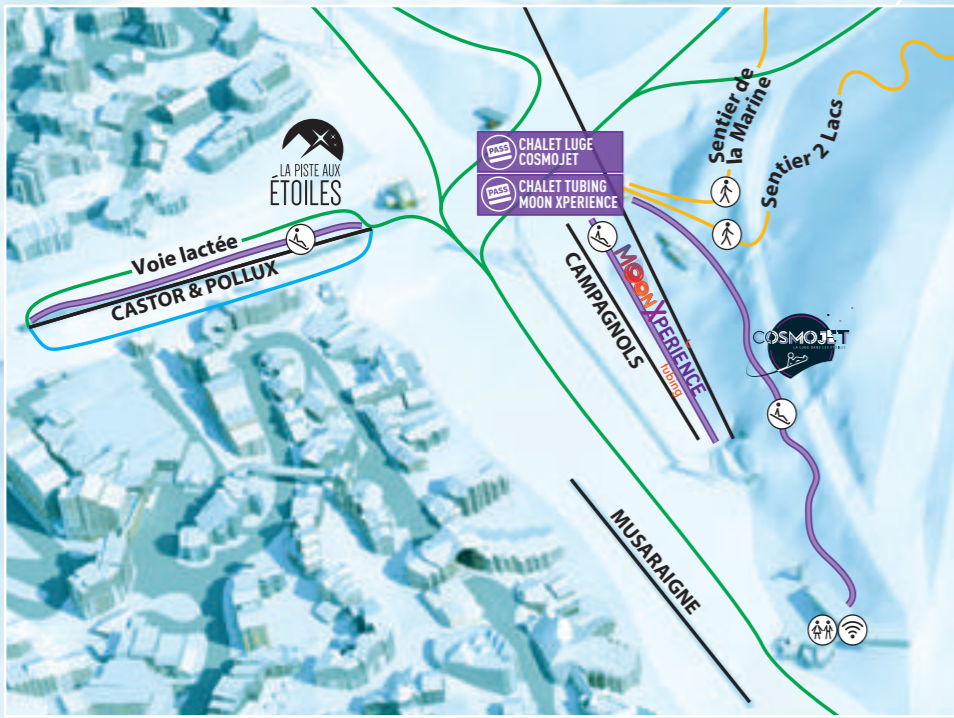 LA PISTE AUX
ÉTOILES
PASS
CHALET LUGE
COSMOJET
PASS
CHALET TUBING
MOON XPERIENCE
Sentier de
la Marine
Sentier 2 Lacs
Voie lactée
CASTOR & POLLUX
CAMPAGNOLS
MOONXPERIENCE
tubing
COSMOJET
MUSARAIGNE